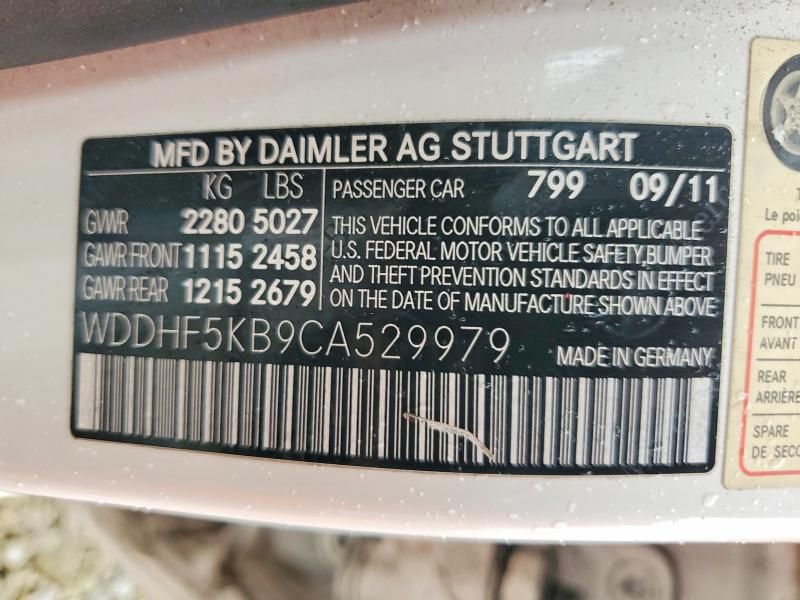 MFD BY DAIMLER AG STUTTGART
KG LBS
GVWR 2280 5027
GAWR FRONT 1115 2458
GAWR REAR 1215 2679
PASSENGER CAR 799 09/11
THIS VEHICLE CONFORMS TO ALL APPLICABLE
U.S. FEDERAL MOTOR VEHICLE SAFETY,BUMPER
AND THEFT PREVENTION STANDARDS IN EFFECT
ON THE DATE OF MANUFACTURE SHOWN ABOVE
WDDHF5KB9CA529979
MADE IN GERMANY
Le
TIRE
PNEU
FRONT
AVANT
REAR
ARRIÈRE
SPARE
DE